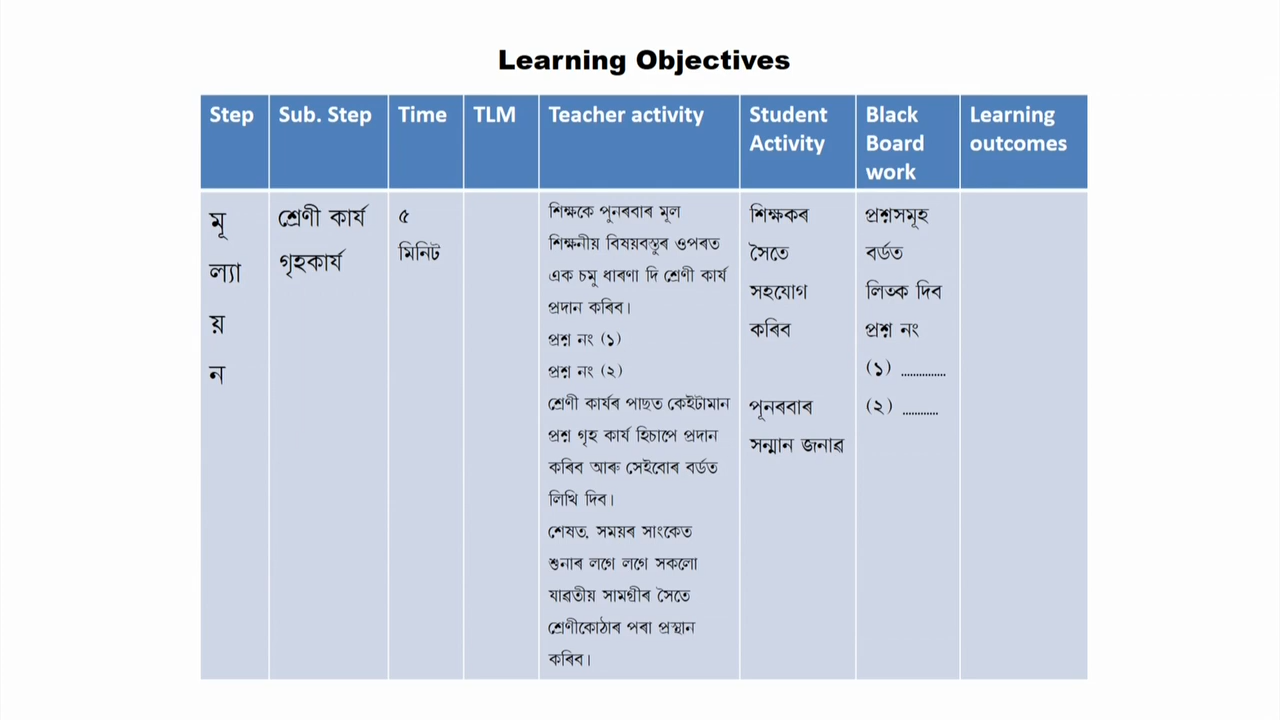 Learning Objectives
Step
Sub. Step
Time
TLM
Teacher activity
Student
Activity
Black
Board
work
Learning
outcomes
মূ
ল্যা
য়
ন
শ্ৰেণী কাৰ্য
গৃহকাৰ্য
৫
মিনিট
শিক্ষকে পুনৰবাৰ মূল
শিক্ষনীয় বিষয়বস্তুৰ ওপৰত
এক চমু ধাৰণা দি শ্ৰেণী কাৰ্য
প্ৰদান কৰিব।
প্ৰশ্ন নং (১)
প্ৰশ্ন নং (২)
শ্ৰেণী কাৰ্যৰ পাছত কেইটামান
প্ৰশ্ন গৃহ কাৰ্য হিচাপে প্ৰদান
কৰিব আৰু সেইবোৰ বৰ্ডত
লিখি দিব।
শেষত, সময়ৰ সাংকেত
শুনাৰ লগে লগে সকলো
যাৱতীয় সামগ্ৰীৰ সৈতে
শ্ৰেণীকোঠাৰ পৰা প্ৰস্থান
কৰিব।
শিক্ষকৰ
সৈতে
সহযোগ
কৰিব
পূনৰবাৰ
সন্মান জনাৱ
প্ৰশ্নসমূহ
বৰ্ডত
দিব
প্ৰশ্ন নং
(১) ...............
(২) ............